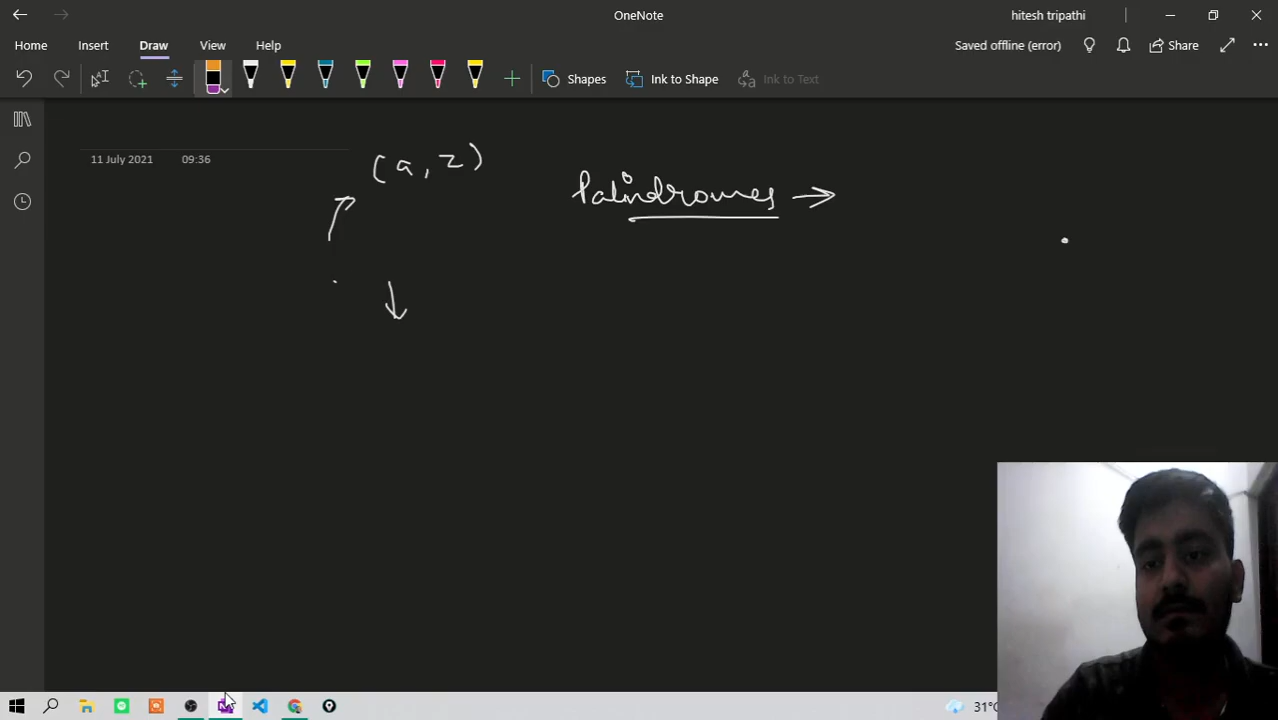 OneNote
hitesh tripathi
Home Insert Draw View Help
Saved offline (error)
Share
Shapes
Ink to Shape
Ink to Text
11 July 2021 09:36
(a, z)
Palindromes →
31°C